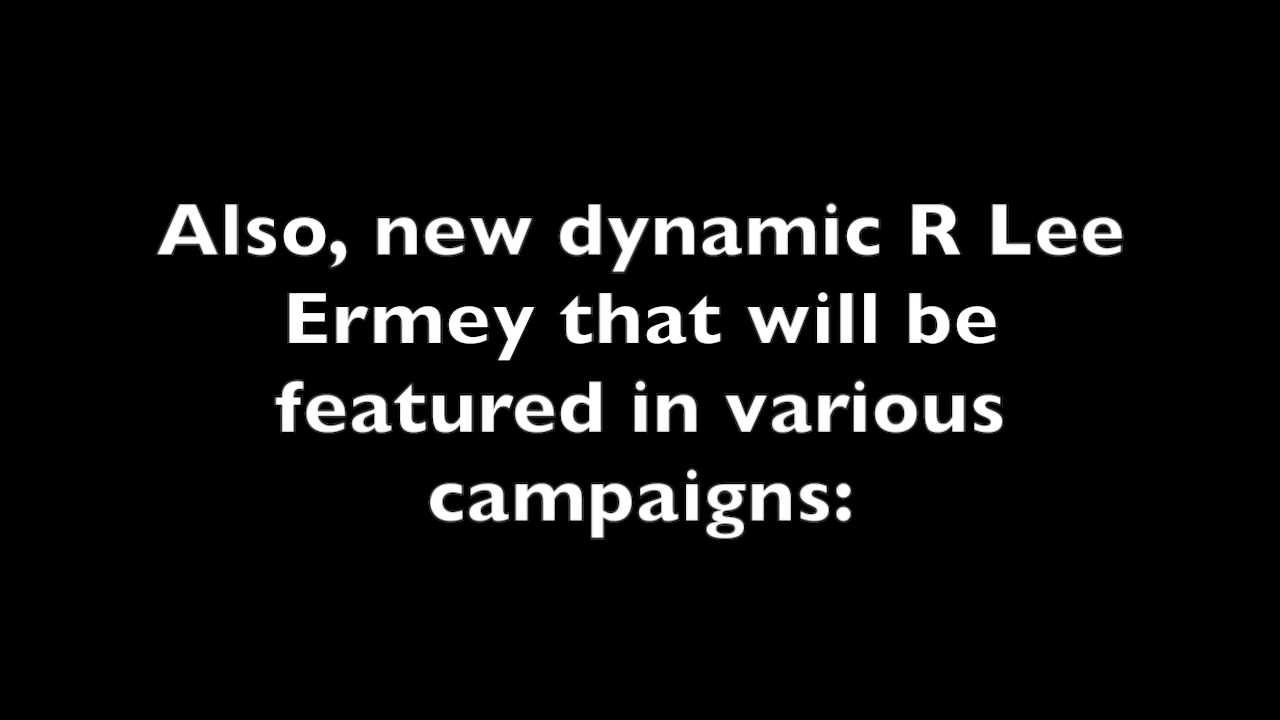 Also, new dynamic R Lee
Ermey that will be
featured in various
campaigns: